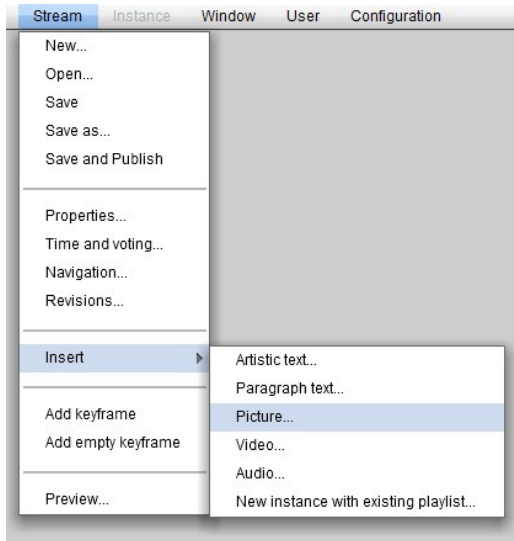 Stream Instance Window User Configuration
New...
Open...
Save
Save as...
Save and Publish
Properties...
Time and voting...
Navigation...
Revisions...
Insert
Artistic text...
Paragraph text...
Picture...
Video...
Audio...
New instance with existing playlist...
Add keyframe
Add empty keyframe
Preview...